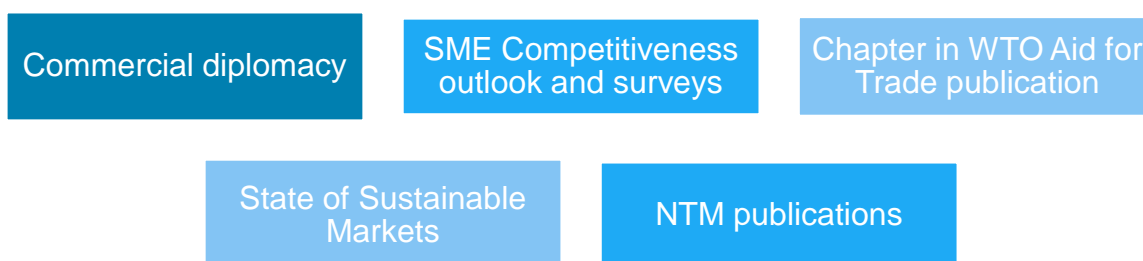 Commercial diplomacy
SME Competitiveness
outlook and surveys
Chapter in WTO Aid for
Trade publication
State of Sustainable
Markets
NTM publications